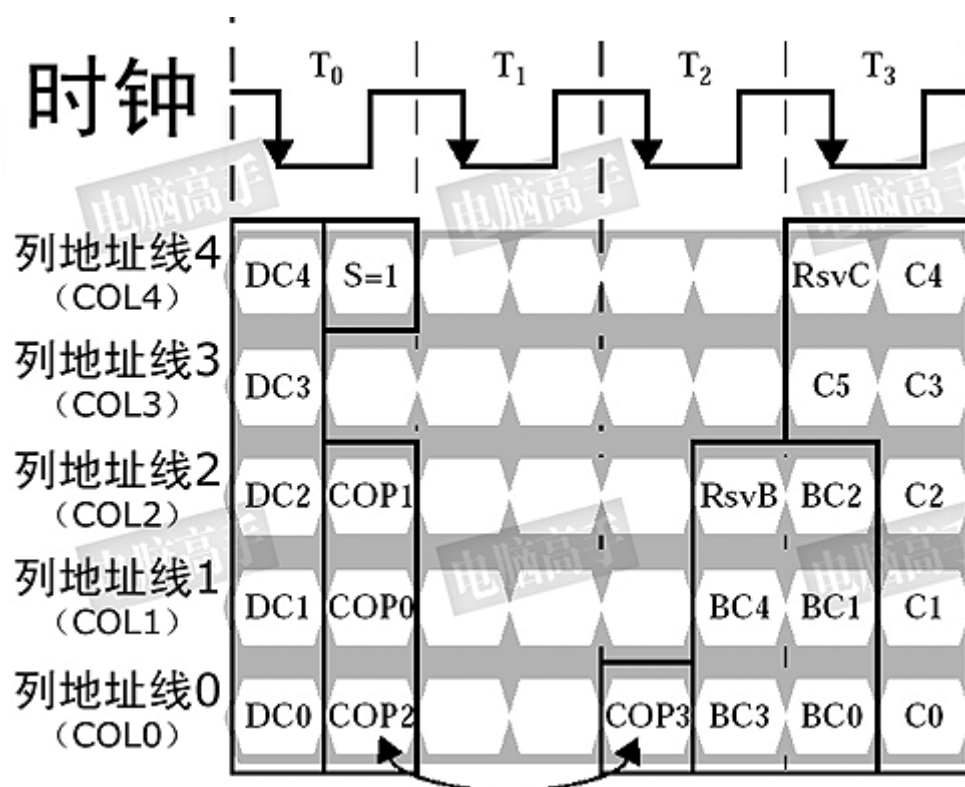 T₀ T₁ T₂ T₃
时钟
电脑高手 电脑高手 电脑高手
列地址线4 DC4 S=1 RsvC C4
（COL4）
列地址线3 DC3 C5 C3
（COL3）
列地址线2 DC2 COP1 RsvB BC2 C2
（COL2）
电脑高手 电脑高手 电脑高手
列地址线1 DC1 COP0 BC4 BC1 C1
（COL1）
列地址线0 DC0 COP2 COP3 BC3 BC0 C0
（COL0）